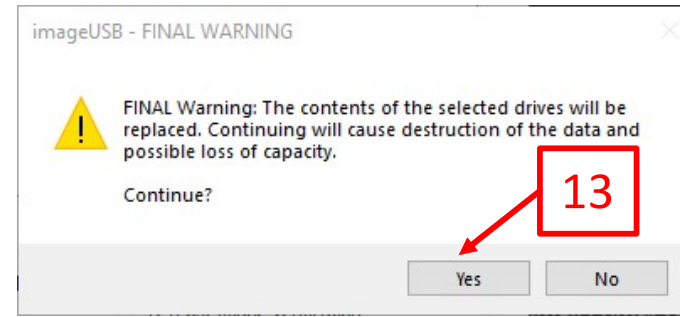 imageUSB - FINAL WARNING
FINAL Warning: The contents of the selected drives will be
replaced. Continuing will cause destruction of the data and
possible loss of capacity.
Continue?
13
Yes
No